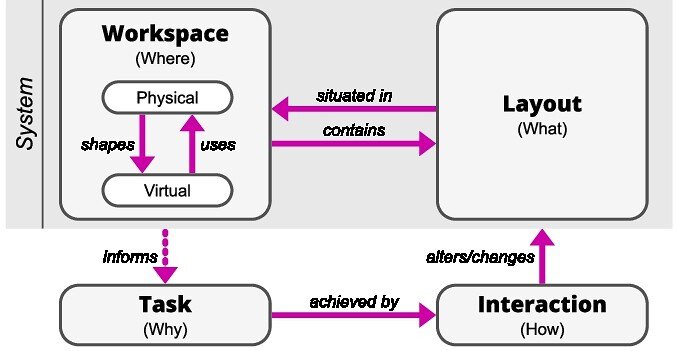 System
Workspace
(Where)
Physical
shapes
uses
Virtual
situated in
contains
Layout
(What)
informs
alters/changes
Task
(Why)
achieved by
Interaction
(How)